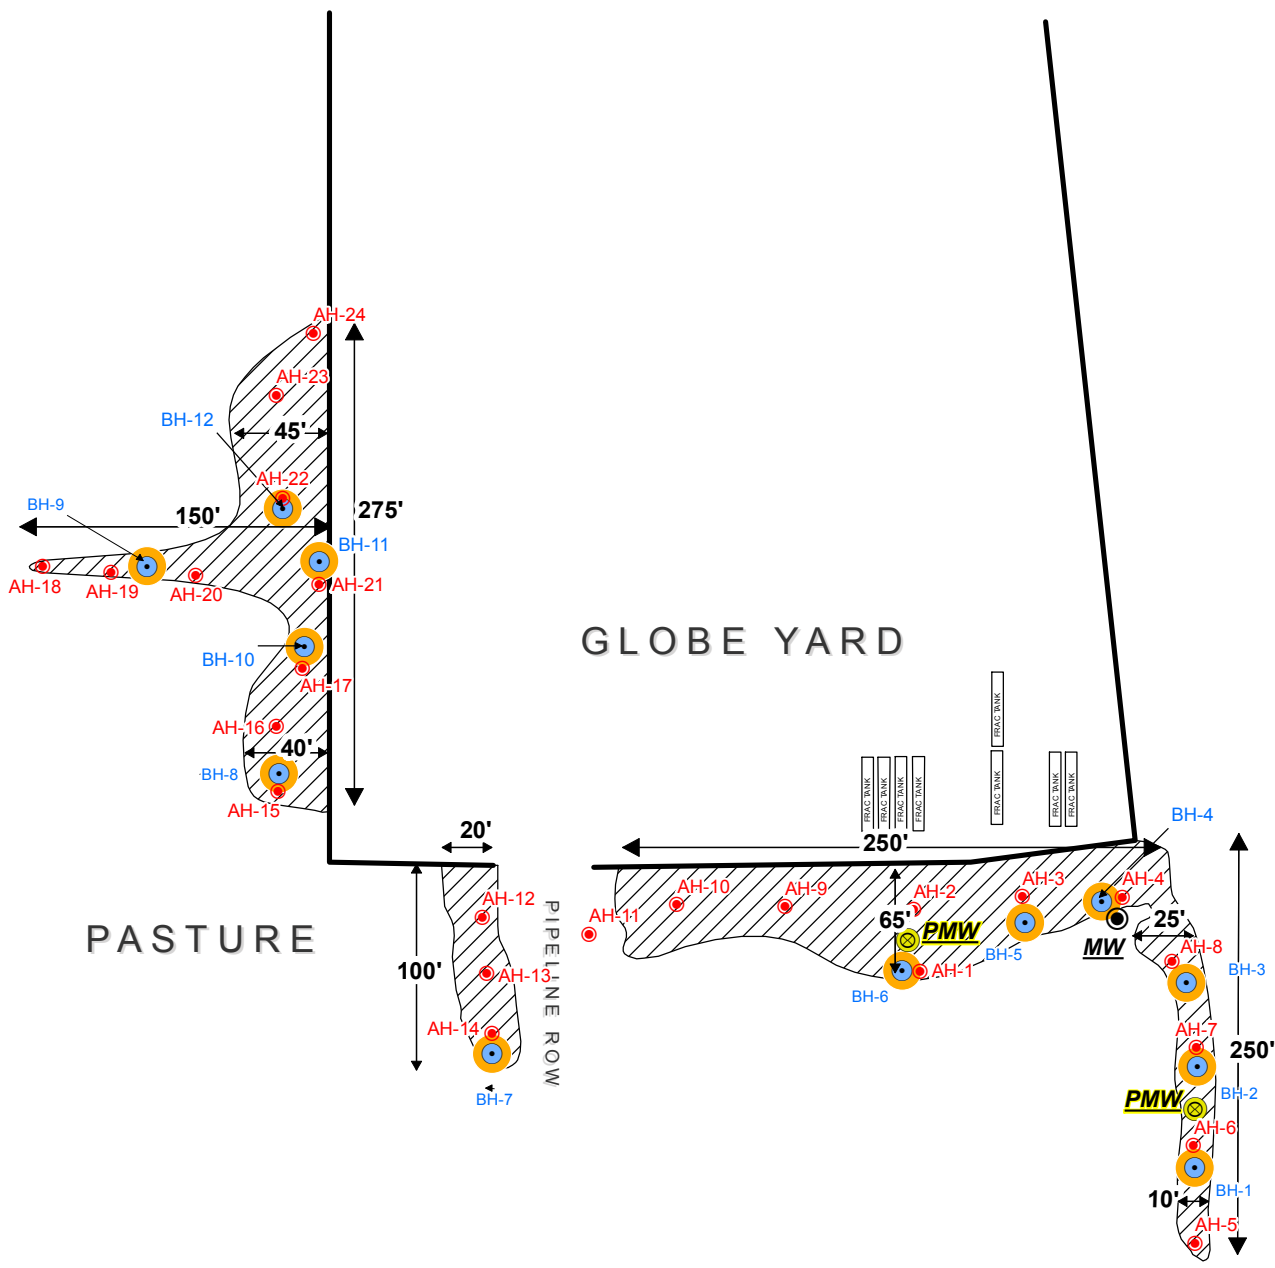 AH-24
AH-23
BH-12
45'
AH-22
BH-9
150'
275'
BH-11
AH-18
AH-19
AH-20
AH-21
BH-10
AH-17
AH-16
40'
BH-8
AH-15
GLOBE YARD
FRAC TANK
FRAC TANK
FRAC TANK
FRAC TANK
FRAC TANK
FRAC TANK
FRAC TANK
FRAC TANK
BH-4
20'
250'
AH-12
AH-11
AH-10
AH-9
AH-2
65'
PMW
AH-3
AH-4
25'
MW
BH-5
AH-8
BH-3
PASTURE
100'
AH-13
PIPELINE ROW
AH-1
BH-6
AH-14
BH-7
AH-7
250'
BH-2
PMW
AH-6
BH-1
10'
AH-5